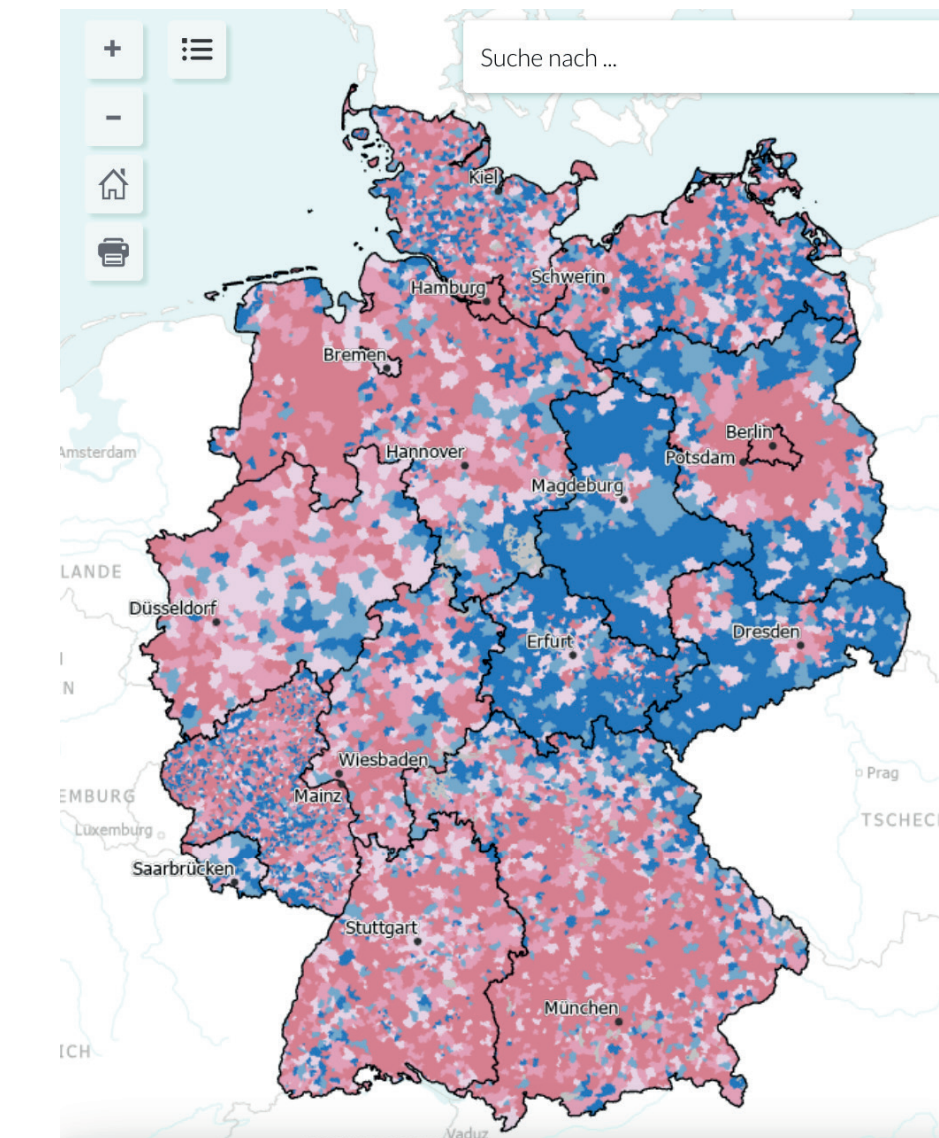 +
Suche nach ...
−
Kiel
Schwerin
Hamburg
Bremen
Berlin
Hannover
Potsdam
Amsterdam
Magdeburg
LANDE
Düsseldorf
Dresden
Erfurt
N
Wiesbaden
Prag
EMBURG
Mainz
TSCHECH
Luxemburg
Saarbrücken
Stuttgart
München
ICH
Vaduz